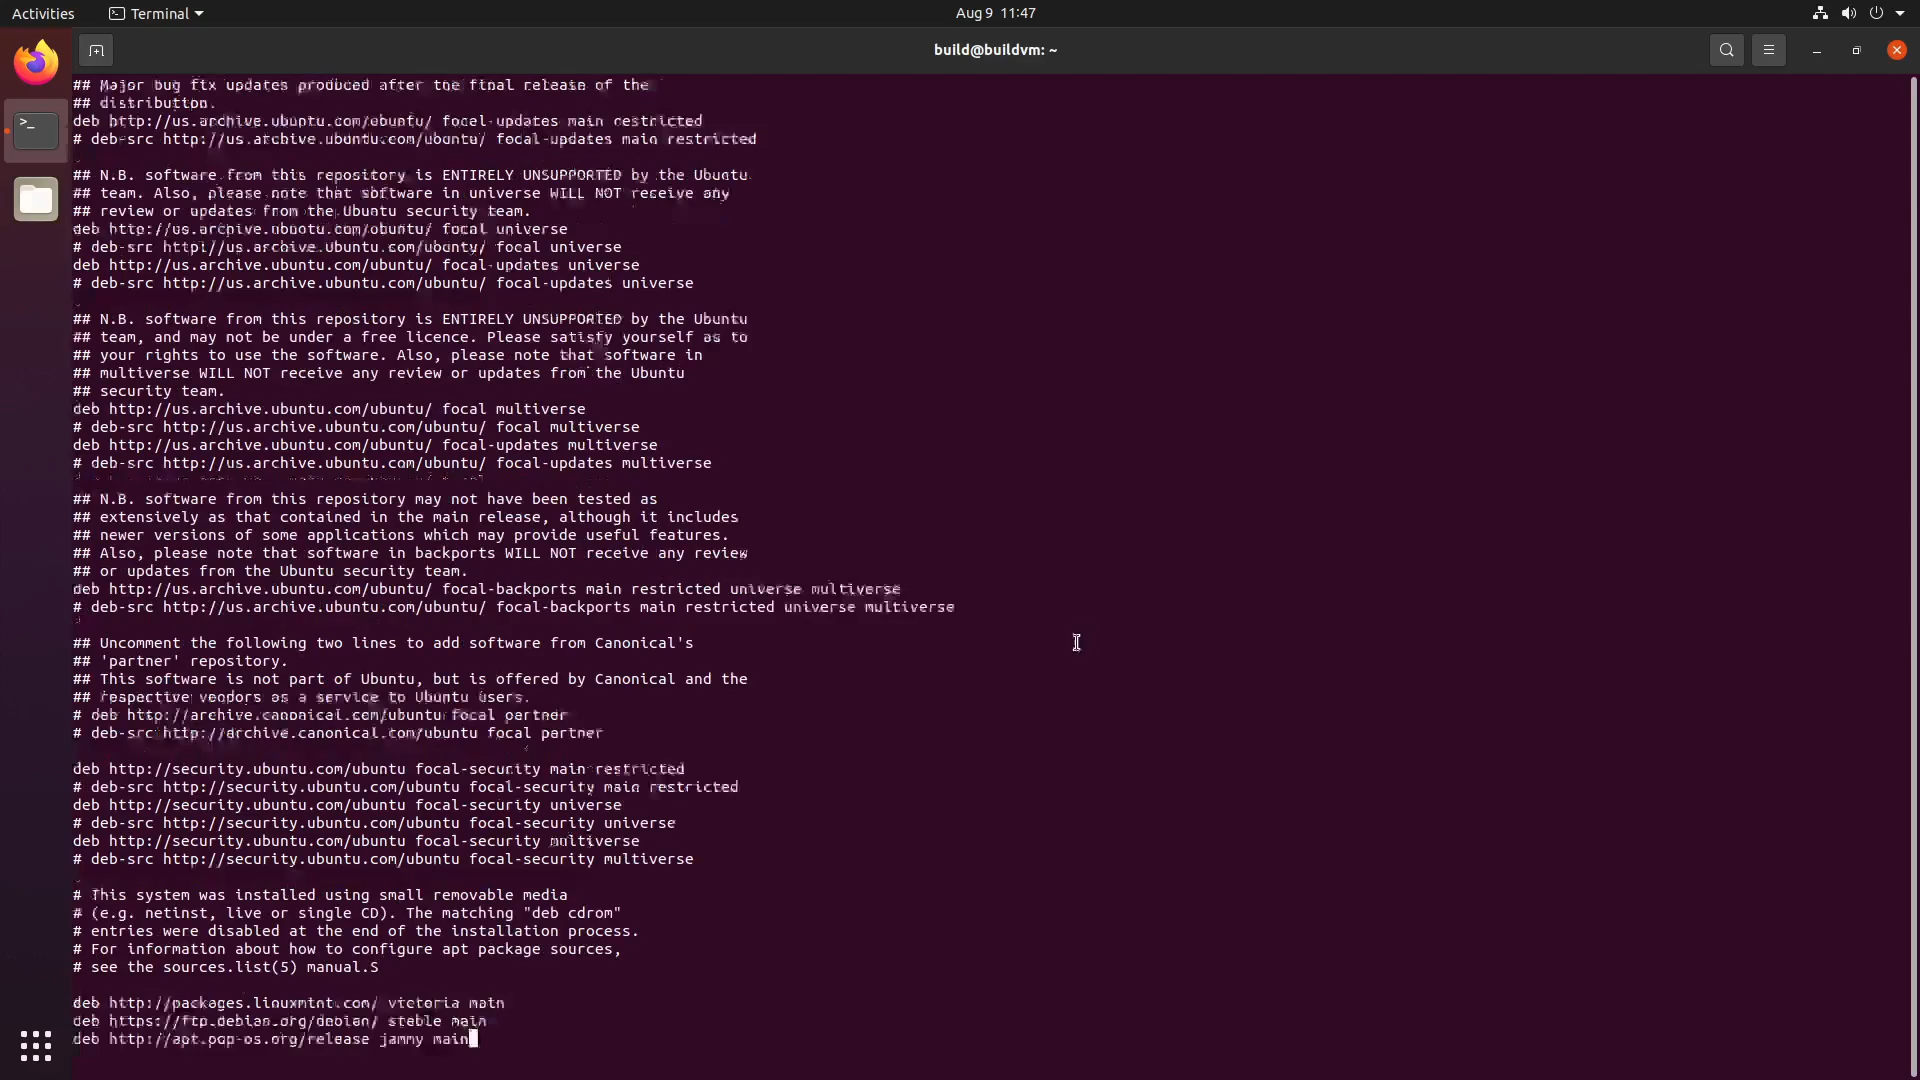 Activities
Terminal
Aug 9 11:47
build@buildvm: ~
## Major bug fix updates produced after the final release of the
## distribution.
deb http://us.archive.ubuntu.com/ubuntu/ focal-updates main restricted
# deb-src http://us.archive.ubuntu.com/ubuntu/ focal-updates main restricted
## N.B. software from this repository is ENTIRELY UNSUPPORTED by the Ubuntu
## team. Also, please note that software in universe WILL NOT receive any
## review or updates from the Ubuntu security team.
deb http://us.archive.ubuntu.com/ubuntu/ focal universe
# deb-src http://us.archive.ubuntu.com/ubuntu/ focal universe
deb http://us.archive.ubuntu.com/ubuntu/ focal-updates universe
# deb-src http://us.archive.ubuntu.com/ubuntu/ focal-updates universe
## N.B. software from this repository is ENTIRELY UNSUPPORTED by the Ubuntu
## team, and may not be under a free licence. Please satisfy yourself as to
## your rights to use the software. Also, please note that software in
## multiverse WILL NOT receive any review or updates from the Ubuntu
## security team.
deb http://us.archive.ubuntu.com/ubuntu/ focal multiverse
# deb-src http://us.archive.ubuntu.com/ubuntu/ focal multiverse
deb http://us.archive.ubuntu.com/ubuntu/ focal-updates multiverse
# deb-src http://us.archive.ubuntu.com/ubuntu/ focal-updates multiverse
## N.B. software from this repository may not have been tested as
## extensively as that contained in the main release, although it includes
## newer versions of some applications which may provide useful features.
## Also, please note that software in backports WILL NOT receive any review
## or updates from the Ubuntu security team.
deb http://us.archive.ubuntu.com/ubuntu/ focal-backports main restricted universe multiverse
# deb-src http://us.archive.ubuntu.com/ubuntu/ focal-backports main restricted universe multiverse
## Uncomment the following two lines to add software from Canonical's
## 'partner' repository.
## This software is not part of Ubuntu, but is offered by Canonical and the
## respective vendors as a service to Ubuntu users.
# deb http://archive.canonical.com/ubuntu focal partner
# deb-src http://archive.canonical.com/ubuntu focal partner
deb http://security.ubuntu.com/ubuntu focal-security main restricted
# deb-src http://security.ubuntu.com/ubuntu focal-security main restricted
deb http://security.ubuntu.com/ubuntu focal-security universe
# deb-src http://security.ubuntu.com/ubuntu focal-security universe
deb http://security.ubuntu.com/ubuntu focal-security multiverse
# deb-src http://security.ubuntu.com/ubuntu focal-security multiverse
# This system was installed using small removable media
# (e.g. netinst, live or single CD). The matching "deb cdrom"
# entries were disabled at the end of the installation process.
# For information about how to configure apt package sources,
# see the sources.list(5) manual.S
deb http://packages.linuxmint.com/ victoria main
deb https://ftp.debian.org/debian/ stable main
deb http://apt.pop-os.org/release jammy main